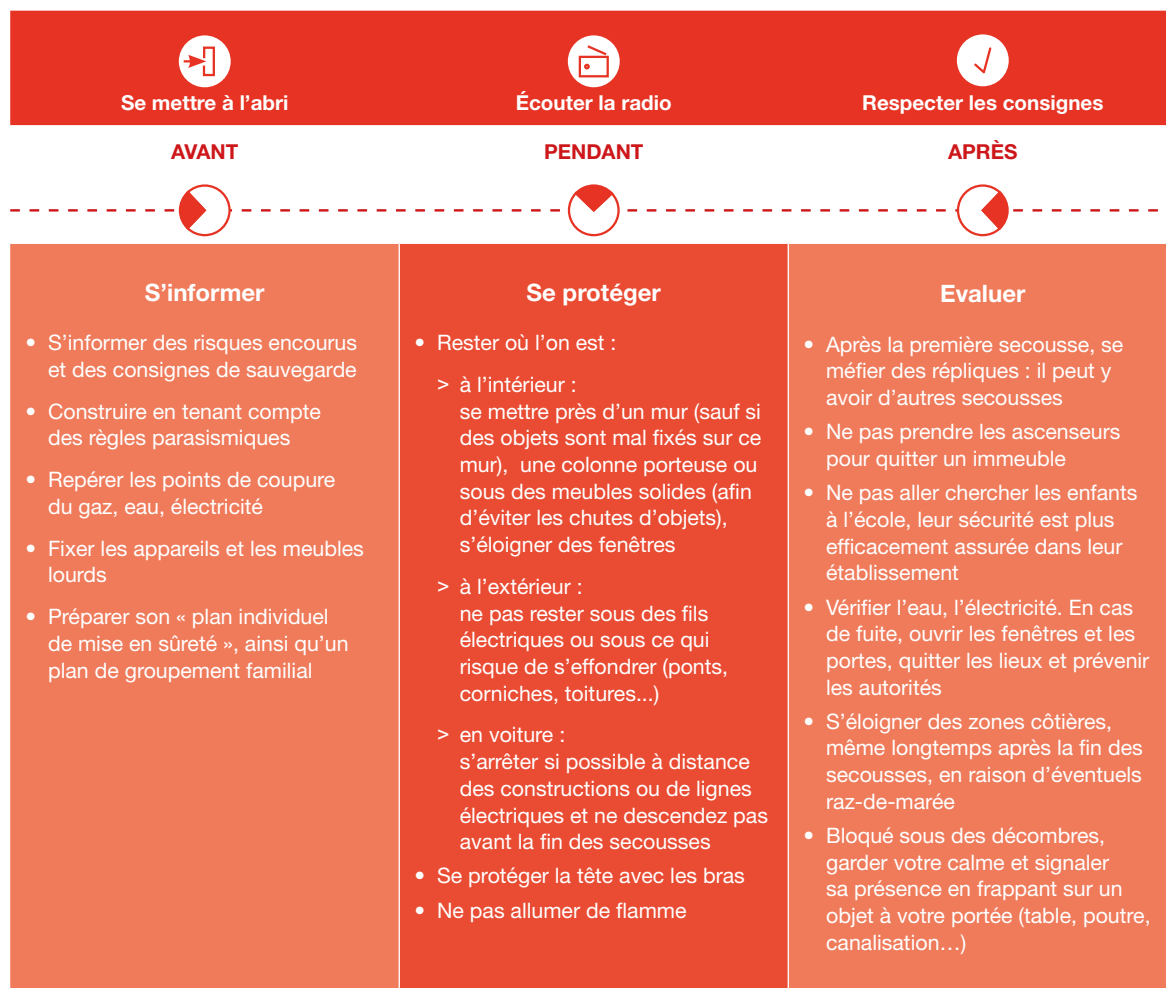 Se mettre à l’abri
Écouter la radio
Respecter les consignes
AVANT
PENDANT
APRÈS
S’informer
• S’informer des risques encourus
et des consignes de sauvegarde
• Construire en tenant compte
des règles parasismiques
• Repérer les points de coupure
du gaz, eau, électricité
• Fixer les appareils et les meubles
lourds
• Préparer son « plan individuel
de mise en sûreté », ainsi qu’un
plan de groupement familial
Se protéger
• Rester où l’on est :
> à l’intérieur :
se mettre près d’un mur (sauf si
des objets sont mal fixés sur ce
mur), une colonne porteuse ou
sous des meubles solides (afin
d’éviter les chutes d’objets),
s’éloigner des fenêtres
> à l’extérieur :
ne pas rester sous des fils
électriques ou sous ce qui
risque de s’effondrer (ponts,
corniches, toitures...)
> en voiture :
s’arrêter si possible à distance
des constructions ou de lignes
électriques et ne descendez pas
avant la fin des secousses
• Se protéger la tête avec les bras
• Ne pas allumer de flamme
Evaluer
• Après la première secousse, se
méfier des répliques : il peut y
avoir d’autres secousses
• Ne pas prendre les ascenseurs
pour quitter un immeuble
• Ne pas aller chercher les enfants
à l’école, leur sécurité est plus
efficacement assurée dans leur
établissement
• Vérifier l’eau, l’électricité. En cas
de fuite, ouvrir les fenêtres et les
portes, quitter les lieux et prévenir
les autorités
• S’éloigner des zones côtières,
même longtemps après la fin des
secousses, en raison d’éventuels
raz-de-marée
• Bloqué sous des décombres,
garder votre calme et signaler
sa présence en frappant sur un
objet à votre portée (table, poutre,
canalisation…)